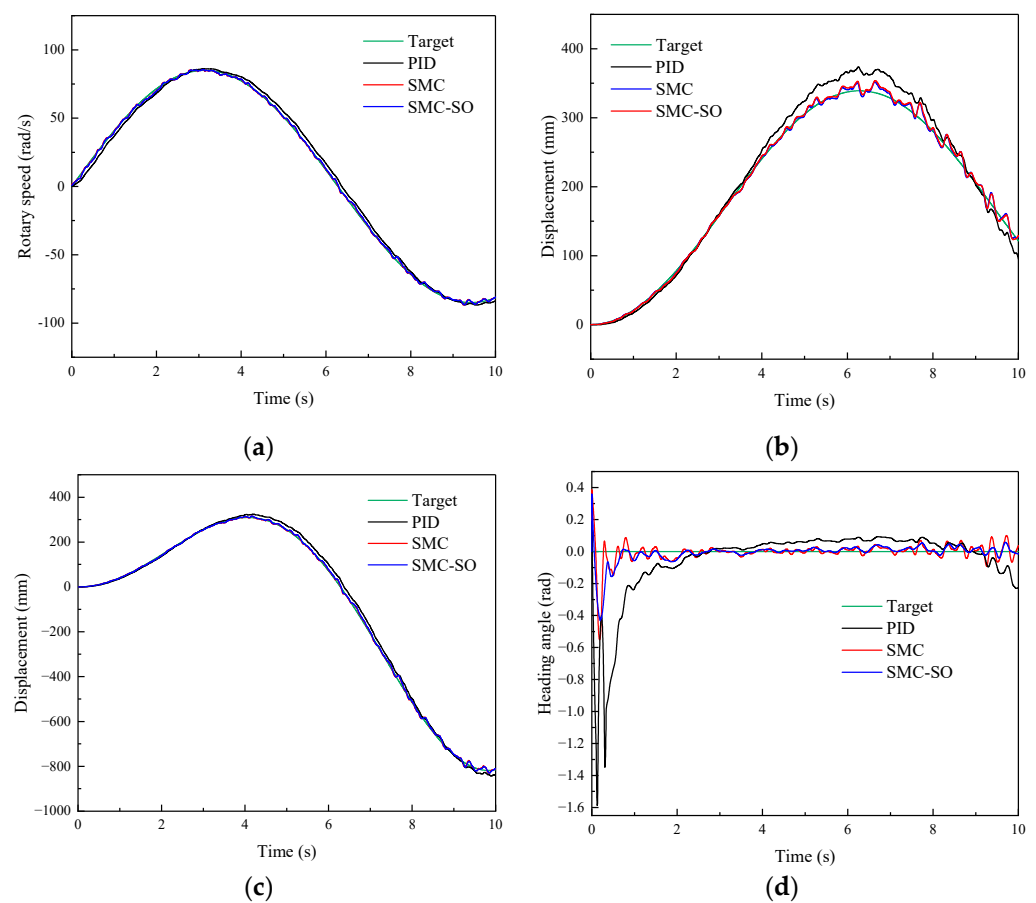 Rotary speed (rad/s)
100
50
0
-50
-100
Target
PID
SMC
SMC-SO
0 2 4 6 8 10
Time (s)
(a)
Displacement (mm)
400
300
200
100
0
Target
PID
SMC
SMC-SO
0 2 4 6 8 10
Time (s)
(b)
Displacement (mm)
400
200
0
−200
−400
−600
−800
−1000
Target
PID
SMC
SMC-SO
0 2 4 6 8 10
Time (s)
(c)
Heading angle (rad)
0.4
0.2
0.0
−0.2
−0.4
−0.6
−0.8
−1.0
−1.2
−1.4
−1.6
Target
PID
SMC
SMC-SO
0 2 4 6 8 10
Time (s)
(d)